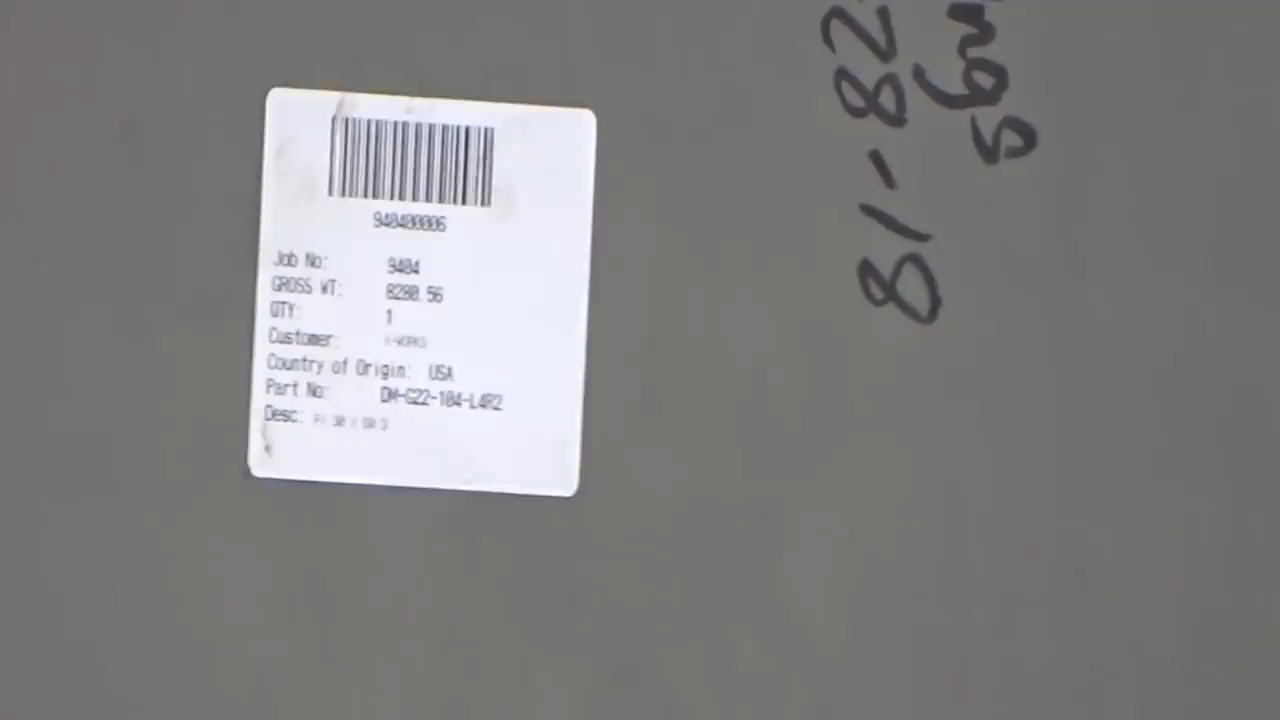 940400006
Job No: 9404
GROSS WT: 8280.56
QTY: 1
Customer:
Country of Origin: USA
Part No: DM-G22-104-L4R2
Desc:
81-82